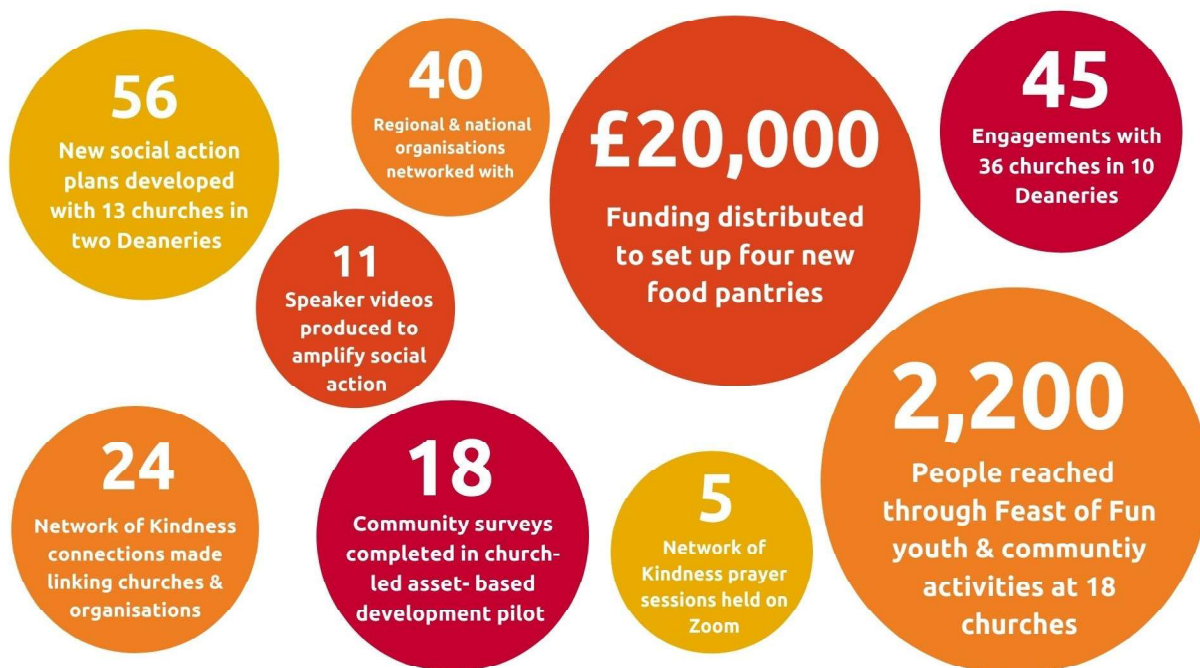 56
New social action
plans developed
with 13 churches in
two Deaneries
40
Regional & national
organisations
networked with
£20,000
Funding distributed
to set up four new
food pantries
45
Engagements with
36 churches in 10
Deaneries
11
Speaker videos
produced to
amplify social
action
24
Network of Kindness
connections made
linking churches &
organisations
18
Community surveys
completed in church-
led asset- based
development pilot
5
Network of
Kindness prayer
sessions held on
Zoom
2,200
People reached
through Feast of Fun
youth & communtiy
activities at 18
churches